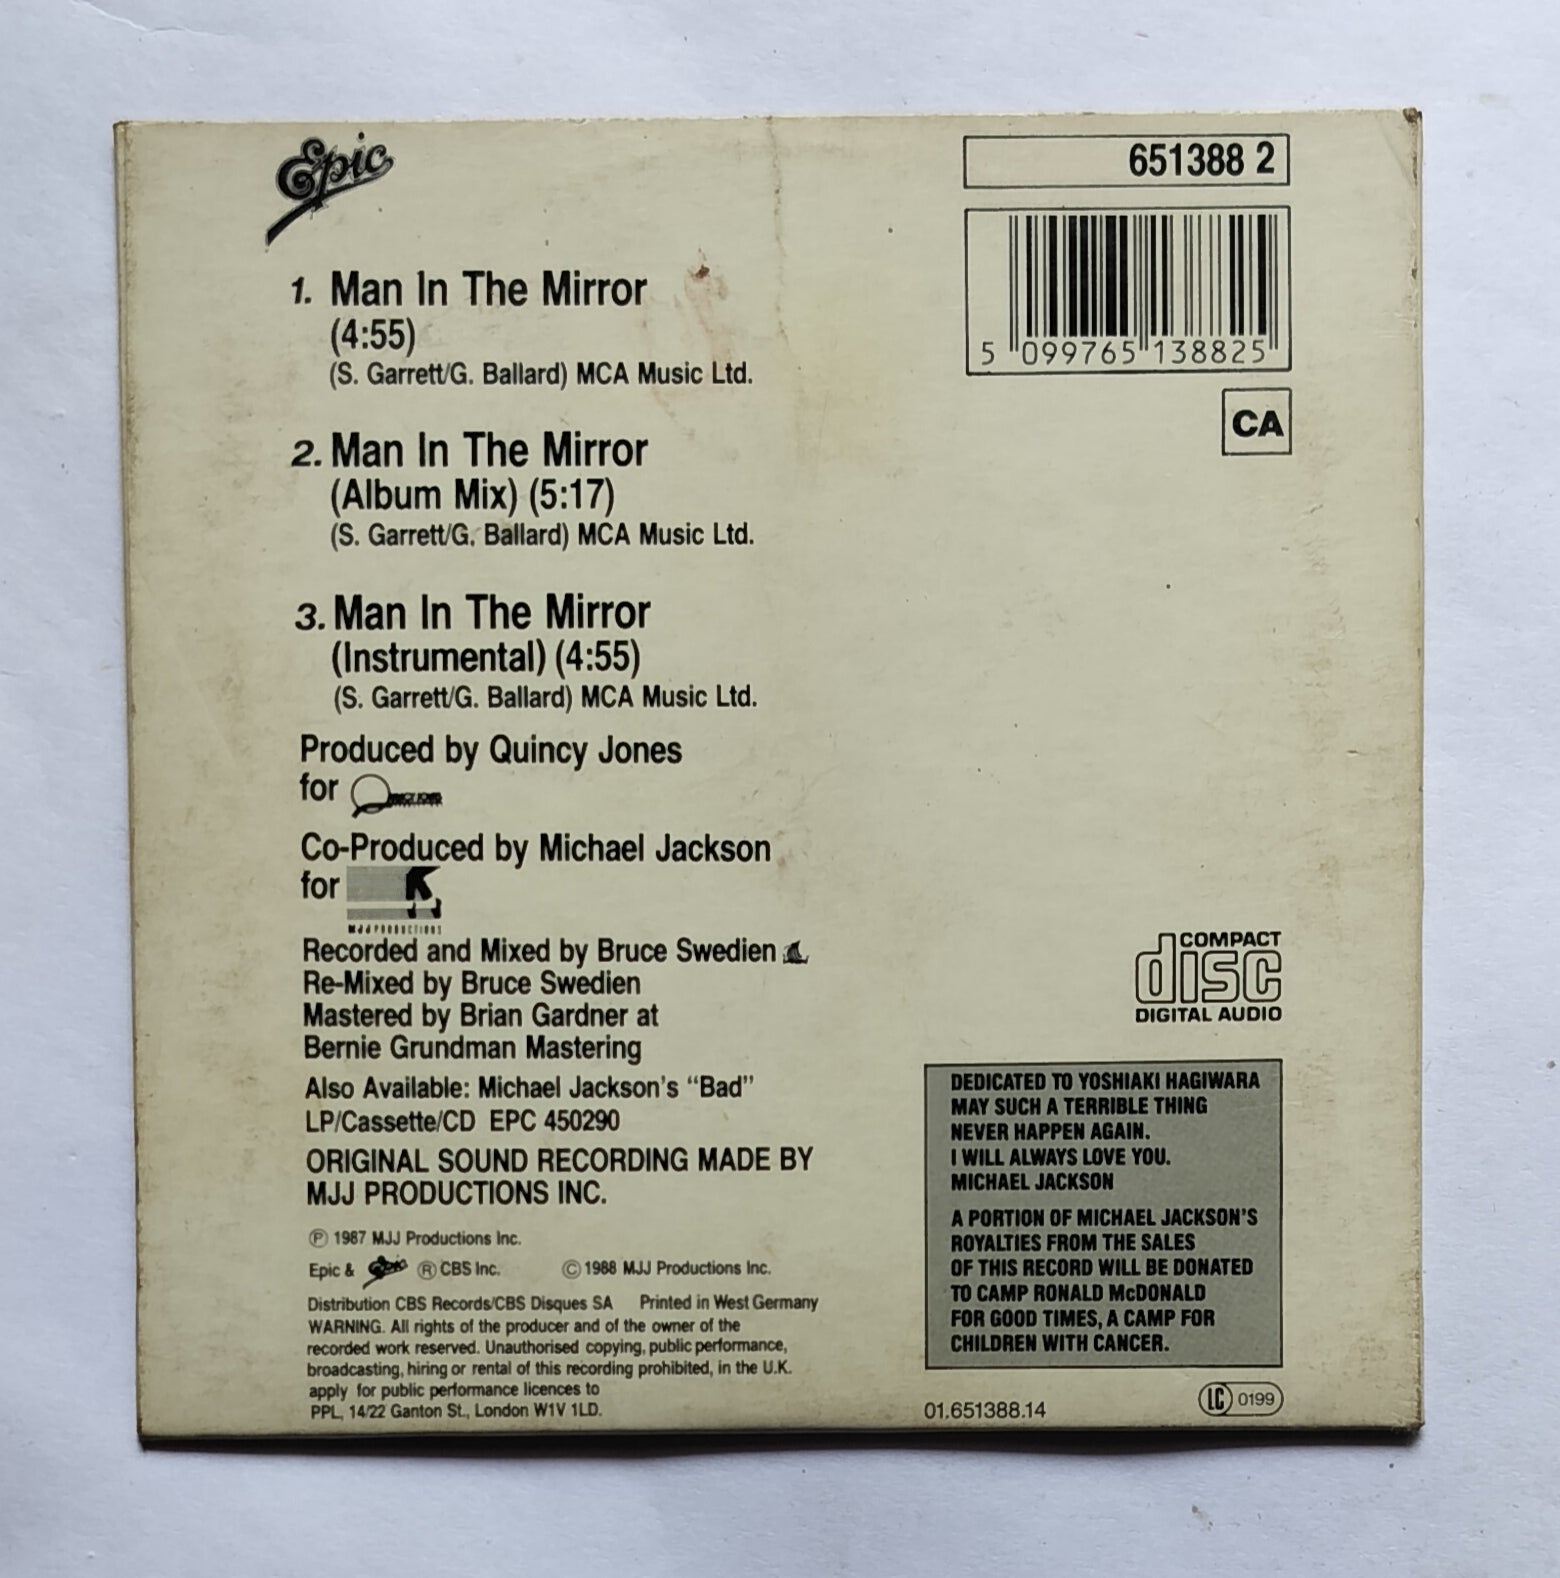 Epic
651388 2
5 099765 138825
CA
1. Man In The Mirror
(4:55)
(S. Garrett/G. Ballard) MCA Music Ltd.
2. Man In The Mirror
(Album Mix) (5:17)
(S. Garrett/G. Ballard) MCA Music Ltd.
3. Man In The Mirror
(Instrumental) (4:55)
(S. Garrett/G. Ballard) MCA Music Ltd.
Produced by Quincy Jones
for
Co-Produced by Michael Jackson
for
MJJ PRODUCTIONS
Recorded and Mixed by Bruce Swedien
Re-Mixed by Bruce Swedien
Mastered by Brian Gardner at
Bernie Grundman Mastering
Also Available: Michael Jackson's "Bad"
LP/Cassette/CD EPC 450290
ORIGINAL SOUND RECORDING MADE BY
MJJ PRODUCTIONS INC.
℗ 1987 MJJ Productions Inc.
Epic & Epic ® CBS Inc. © 1988 MJJ Productions Inc.
Distribution CBS Records/CBS Disques SA Printed in West Germany
WARNING. All rights of the producer and of the owner of the
recorded work reserved. Unauthorised copying, public performance,
broadcasting, hiring or rental of this recording prohibited, in the U.K.
apply for public performance licences to
PPL, 14/22 Ganton St., London W1V 1LD.
COMPACT
disc
DIGITAL AUDIO
DEDICATED TO YOSHIAKI HAGIWARA
MAY SUCH A TERRIBLE THING
NEVER HAPPEN AGAIN.
I WILL ALWAYS LOVE YOU.
MICHAEL JACKSON
A PORTION OF MICHAEL JACKSON'S
ROYALTIES FROM THE SALES
OF THIS RECORD WILL BE DONATED
TO CAMP RONALD McDONALD
FOR GOOD TIMES, A CAMP FOR
CHILDREN WITH CANCER.
01.651388.14
LC 0199